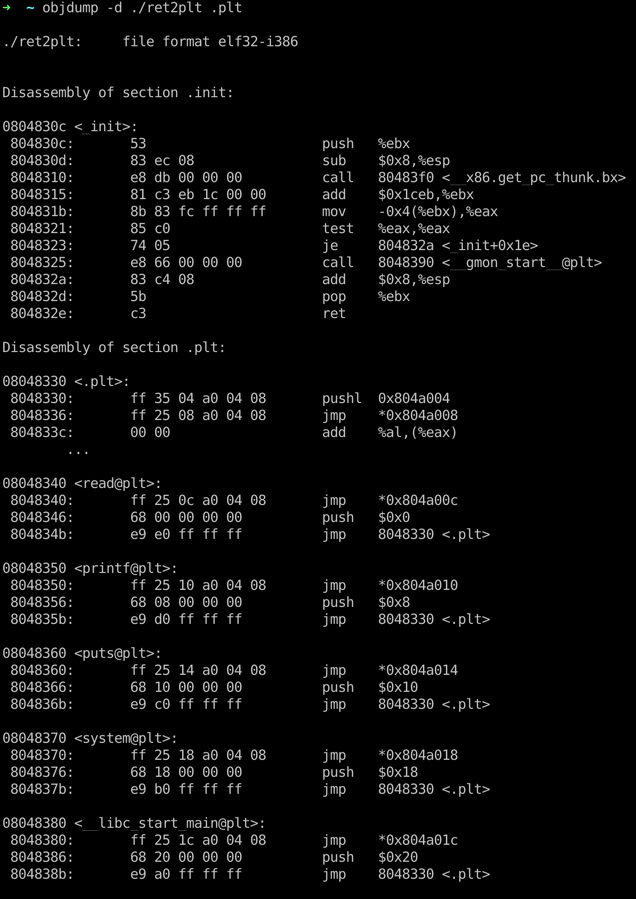 ➜  ~ objdump -d ./ret2plt .plt

./ret2plt:     file format elf32-i386


Disassembly of section .init:

0804830c <_init>:
 804830c:	53                   	push   %ebx
 804830d:	83 ec 08             	sub    $0x8,%esp
 8048310:	e8 db 00 00 00       	call   80483f0 <__x86.get_pc_thunk.bx>
 8048315:	81 c3 eb 1c 00 00    	add    $0x1ceb,%ebx
 804831b:	8b 83 fc ff ff ff    	mov    -0x4(%ebx),%eax
 8048321:	85 c0                	test   %eax,%eax
 8048323:	74 05                	je     804832a <_init+0x1e>
 8048325:	e8 66 00 00 00       	call   8048390 <__gmon_start__@plt>
 804832a:	83 c4 08             	add    $0x8,%esp
 804832d:	5b                   	pop    %ebx
 804832e:	c3                   	ret

Disassembly of section .plt:

08048330 <.plt>:
 8048330:	ff 35 04 a0 04 08    	pushl  0x804a004
 8048336:	ff 25 08 a0 04 08    	jmp    *0x804a008
 804833c:	00 00                	add    %al,(%eax)
	...

08048340 <read@plt>:
 8048340:	ff 25 0c a0 04 08    	jmp    *0x804a00c
 8048346:	68 00 00 00 00       	push   $0x0
 804834b:	e9 e0 ff ff ff       	jmp    8048330 <.plt>

08048350 <printf@plt>:
 8048350:	ff 25 10 a0 04 08    	jmp    *0x804a010
 8048356:	68 08 00 00 00       	push   $0x8
 804835b:	e9 d0 ff ff ff       	jmp    8048330 <.plt>

08048360 <puts@plt>:
 8048360:	ff 25 14 a0 04 08    	jmp    *0x804a014
 8048366:	68 10 00 00 00       	push   $0x10
 804836b:	e9 c0 ff ff ff       	jmp    8048330 <.plt>

08048370 <system@plt>:
 8048370:	ff 25 18 a0 04 08    	jmp    *0x804a018
 8048376:	68 18 00 00 00       	push   $0x18
 804837b:	e9 b0 ff ff ff       	jmp    8048330 <.plt>

08048380 <__libc_start_main@plt>:
 8048380:	ff 25 1c a0 04 08    	jmp    *0x804a01c
 8048386:	68 20 00 00 00       	push   $0x20
 804838b:	e9 a0 ff ff ff       	jmp    8048330 <.plt>